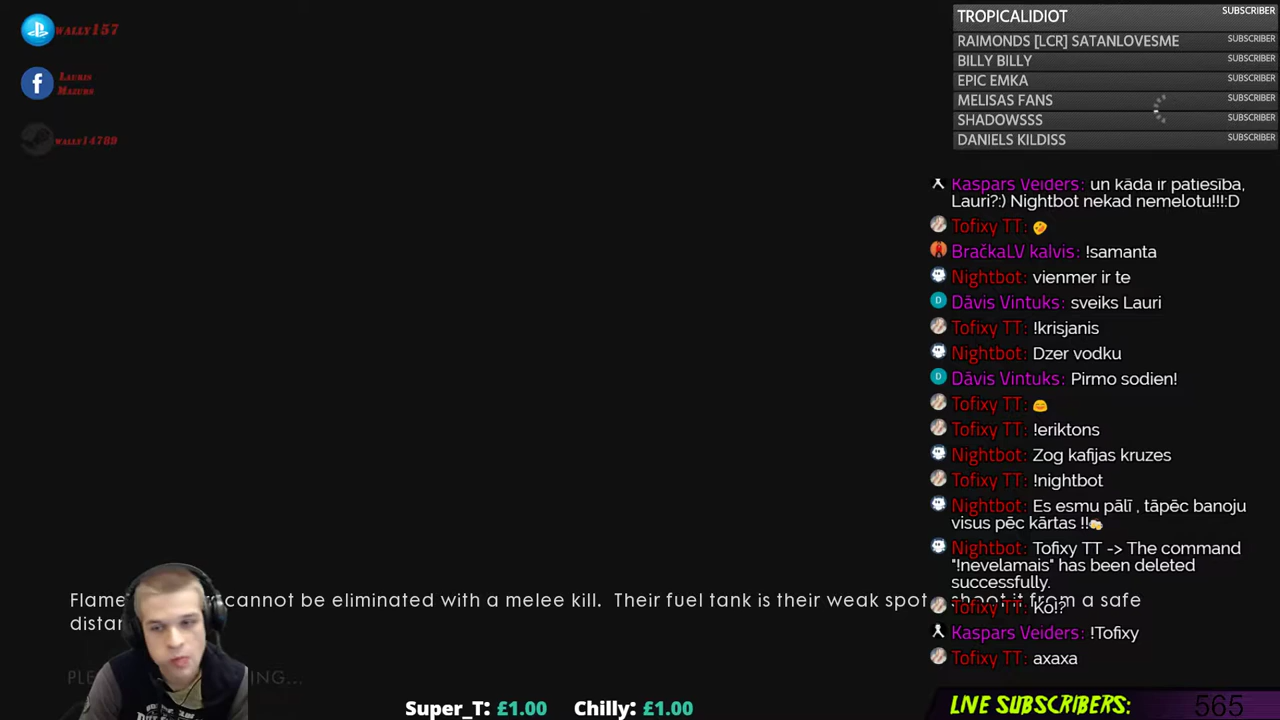 wally157
Lauris
Mazurs
wally14789
TROPICALIDIOT SUBSCRIBER
RAIMONDS [LCR] SATANLOVESME SUBSCRIBER
BILLY BILLY SUBSCRIBER
EPIC EMKA SUBSCRIBER
MELISAS FANS SUBSCRIBER
SHADOWSSS SUBSCRIBER
DANIELS KILDISS SUBSCRIBER
Kaspars Veiders: un kāda ir patiesība,
Lauri?:) Nightbot nekad nemelotu!!!:D
Tofixy TT: 🤣
BračkaLV kalvis: !samanta
Nightbot: vienmer ir te
Dāvis Vintuks: sveiks Lauri
Tofixy TT: !krisjanis
Nightbot: Dzer vodku
Dāvis Vintuks: Pirmo sodien!
Tofixy TT: 😄
Tofixy TT: !eriktons
Nightbot: Zog kafijas kruzes
Tofixy TT: !nightbot
Nightbot: Es esmu pālī , tāpēc banoju
visus pēc kārtas !!🍻
Nightbot: Tofixy TT -> The command
"!nevelamais" has been deleted
successfully.
Tofixy TT: Ko!?
Kaspars Veiders: !Tofixy
Tofixy TT: axaxa
cannot be eliminated with a melee kill. Their fuel tank is their weak spot shoot it from a safe
Super_T: £1.00 Chilly: £1.00
LIVE SUBSCRIBERS: 565